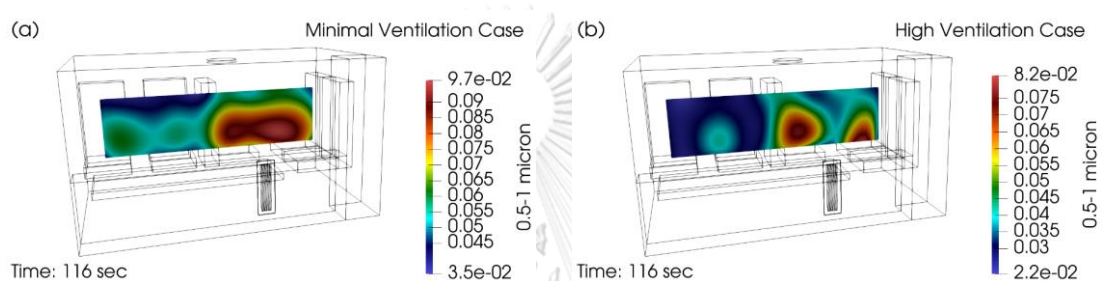 (a)
Minimal Ventilation Case
9.7e-02
0.09
0.085
0.08
0.075
0.07
0.065
0.06
0.055
0.05
0.045
3.5e-02
0.5-1 micron
Time: 116 sec
(b)
High Ventilation Case
8.2e-02
0.075
0.07
0.065
0.06
0.055
0.05
0.045
0.04
0.035
0.03
2.2e-02
0.5-1 micron
Time: 116 sec